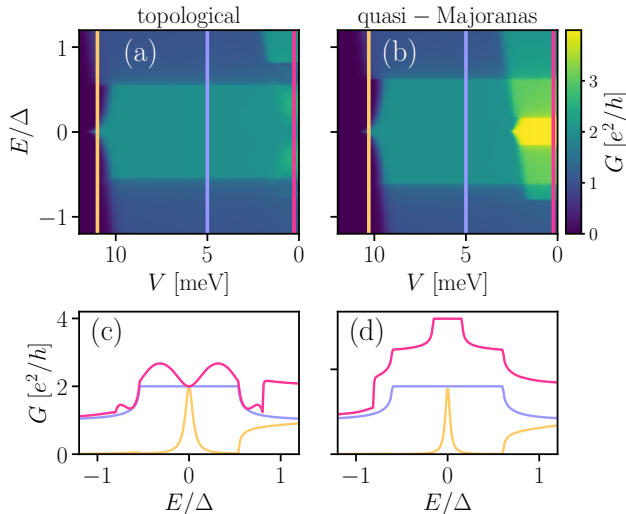 topological
quasi − Majoranas
(a)
(b)
E/Δ
1
0
−1
10
5
0
V [meV]
10
5
0
V [meV]
3
2
1
0
G [e²/h]
(c)
(d)
G [e²/h]
4
2
0
−1
0
1
E/Δ
−1
0
1
E/Δ